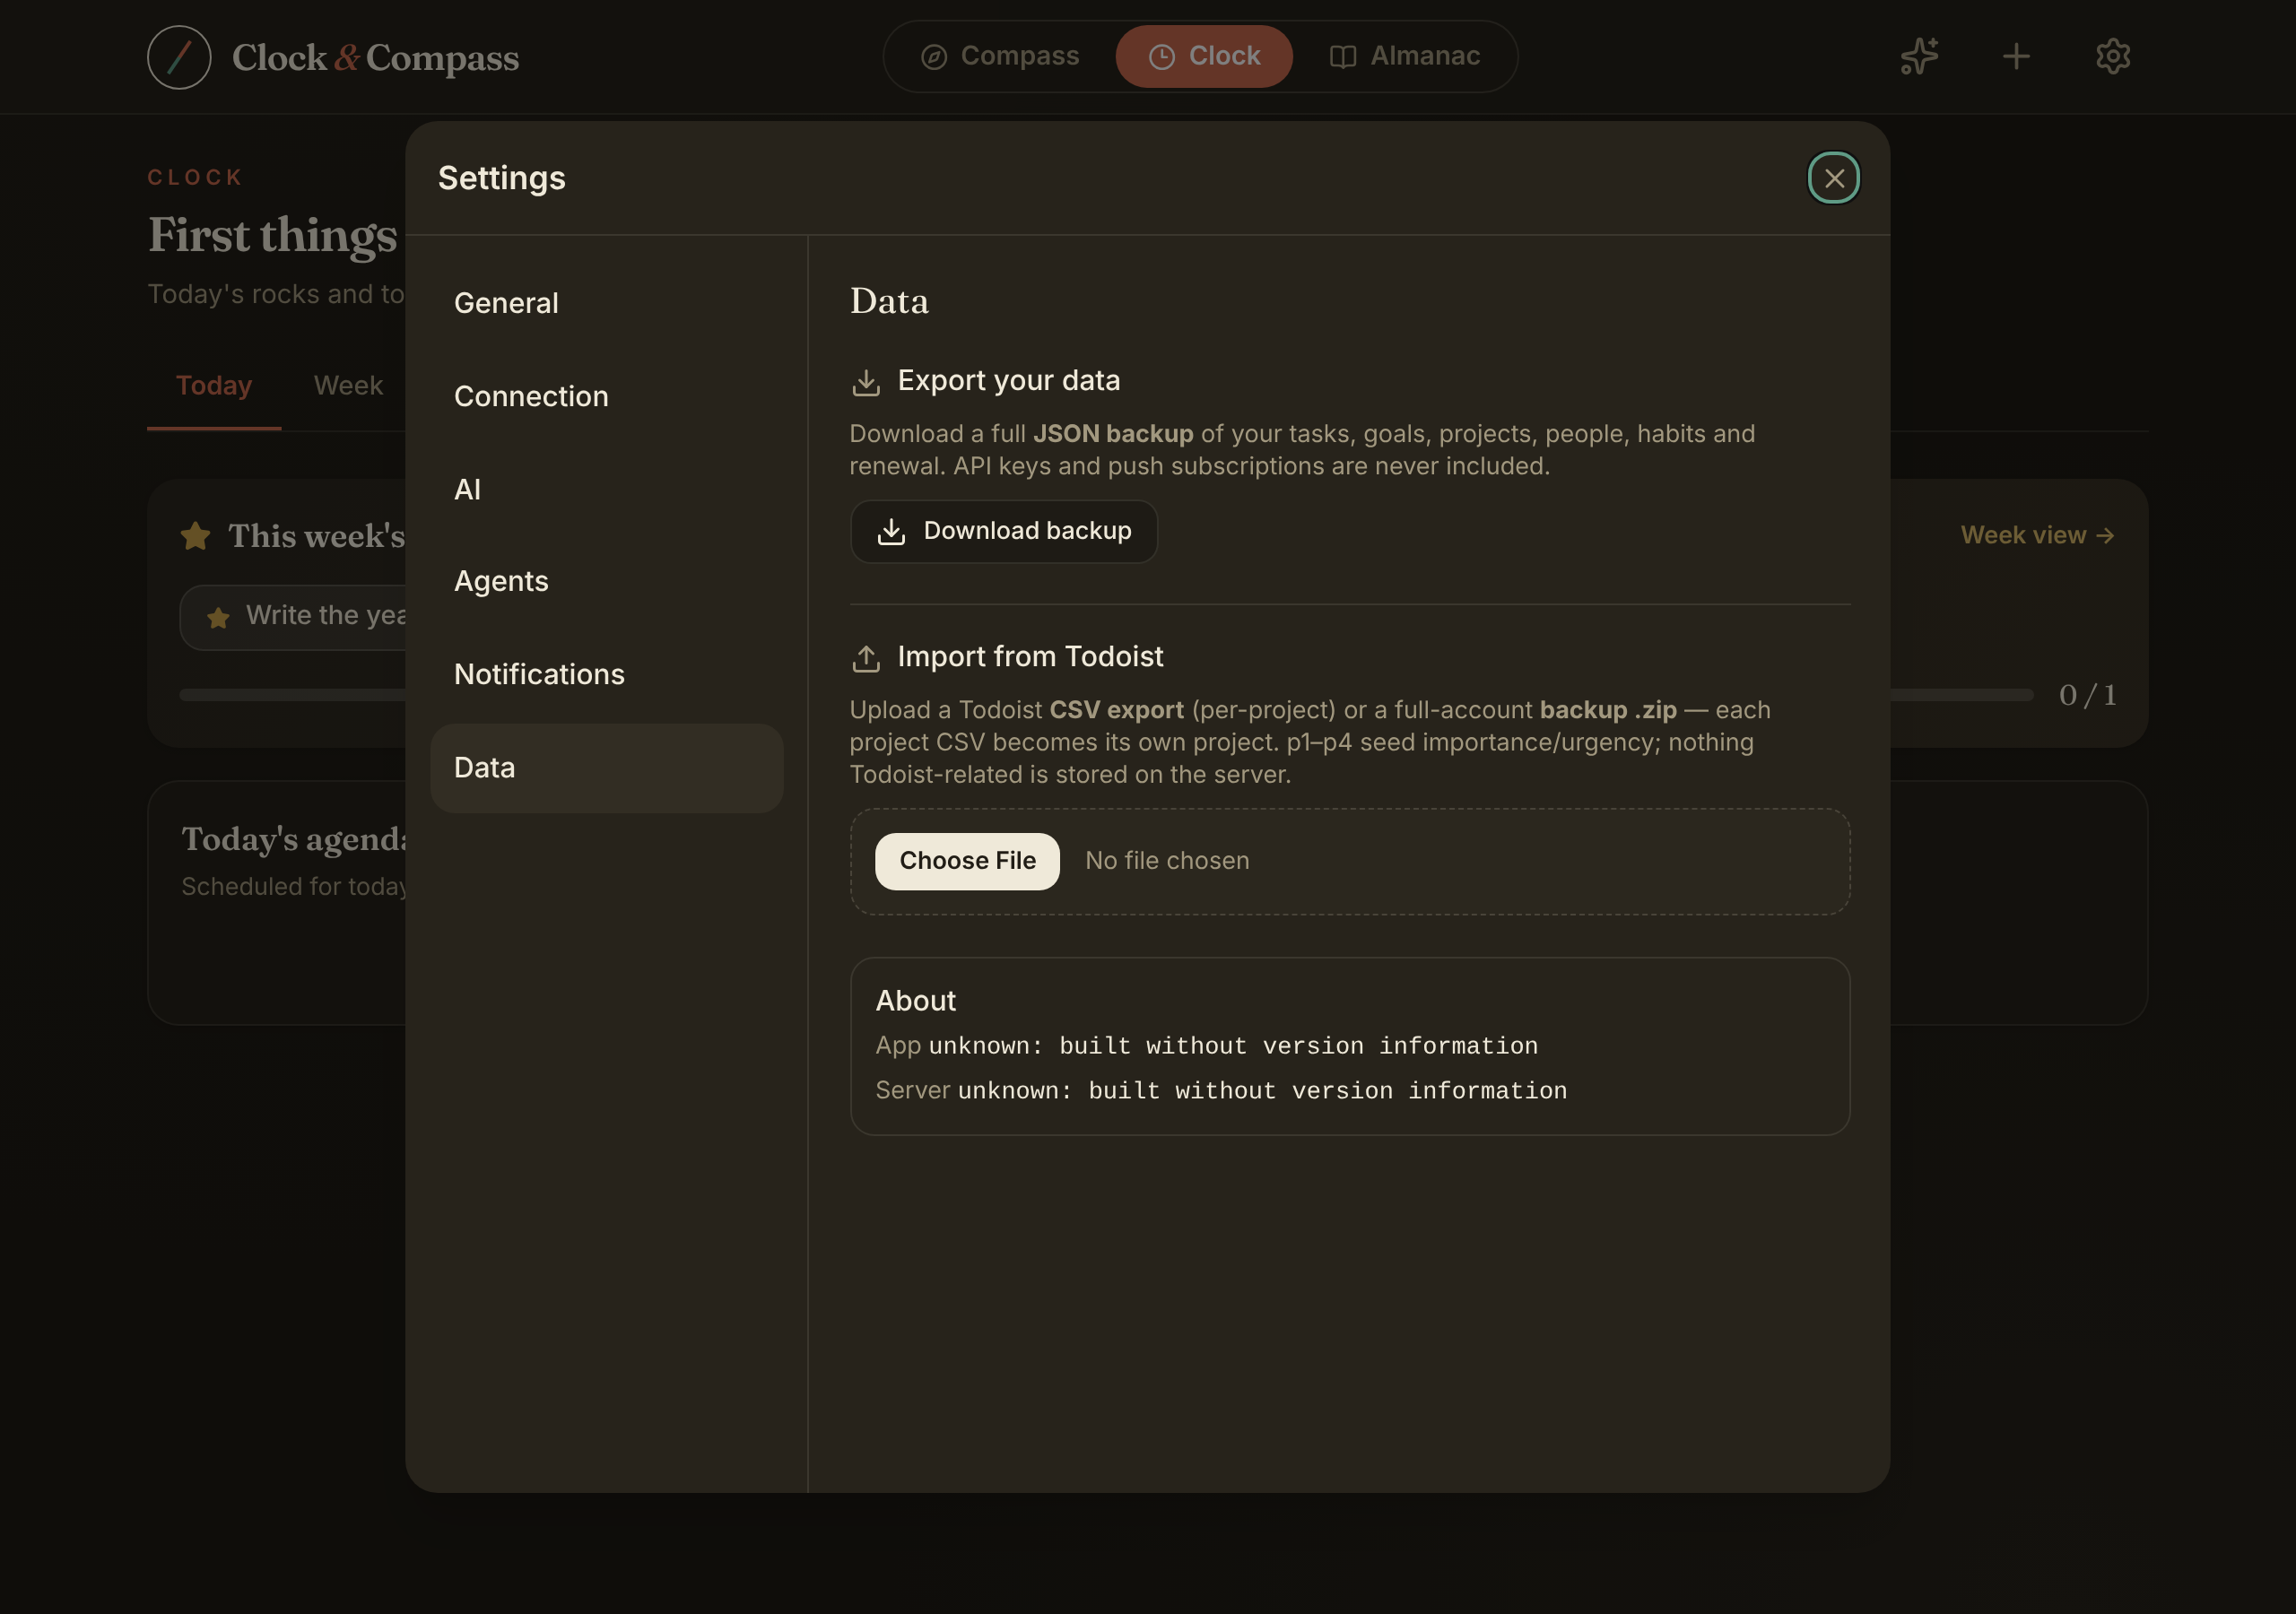 Clock & Compass
Compass
Clock
Almanac
CLOCK
First things
Today's rocks and to
Today
Week
This week's
Week view →
Write the yea
0 / 1
Today's agenda
Scheduled for today
Settings
General
Connection
AI
Agents
Notifications
Data
Data
Export your data
Download a full JSON backup of your tasks, goals, projects, people, habits and
renewal. API keys and push subscriptions are never included.
Download backup
Import from Todoist
Upload a Todoist CSV export (per-project) or a full-account backup .zip — each
project CSV becomes its own project. p1–p4 seed importance/urgency; nothing
Todoist-related is stored on the server.
Choose File No file chosen
About
App unknown: built without version information
Server unknown: built without version information